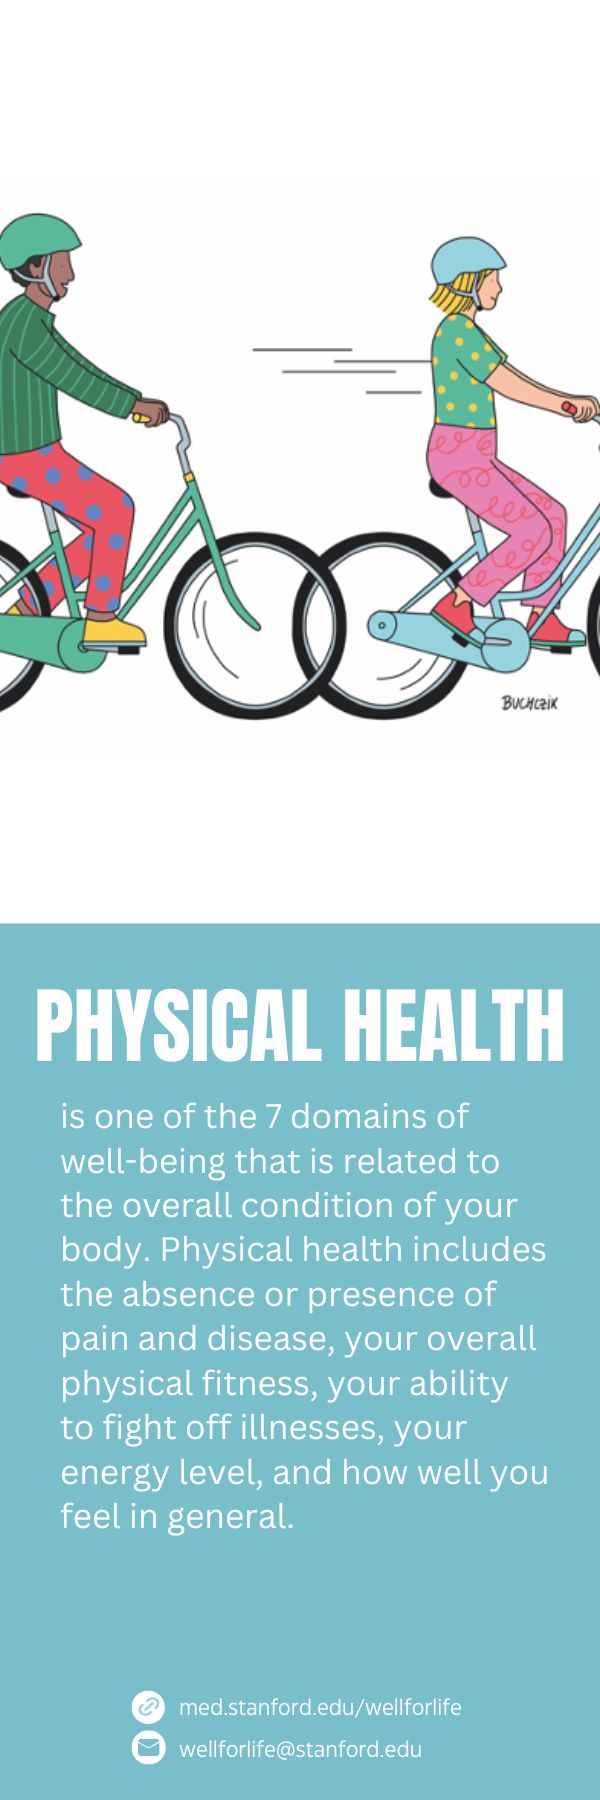 BUCHCZIK
PHYSICAL HEALTH
is one of the 7 domains of
well-being that is related to
the overall condition of your
body. Physical health includes
the absence or presence of
pain and disease, your overall
physical fitness, your ability
to fight off illnesses, your
energy level, and how well you
feel in general.
med.stanford.edu/wellforlife
wellforlife@stanford.edu